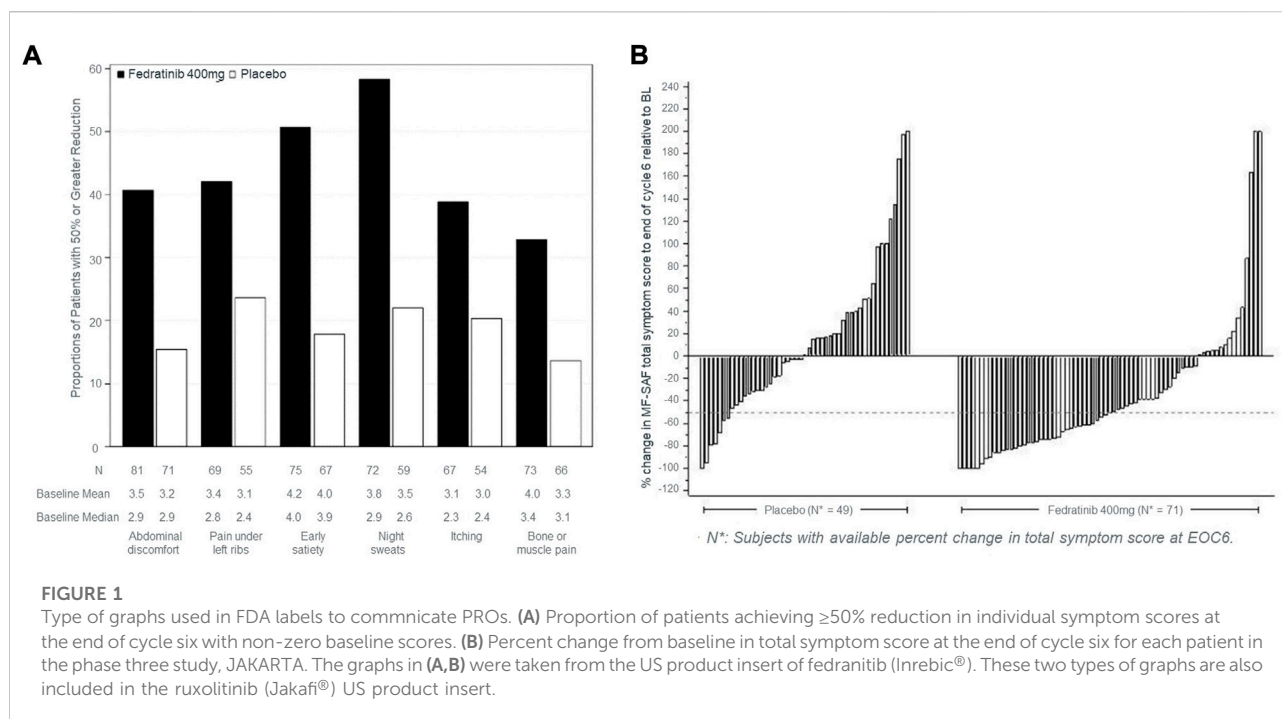 A
Fedratinib 400mg Placebo
Proportions of Patients with 50% or Greater Reduction
60
50
40
30
20
10
0
N 81 71 69 55 75 67 72 59 67 54 73 66
Baseline Mean 3.5 3.2 3.4 3.1 4.2 4.0 3.8 3.5 3.1 3.0 4.0 3.3
Baseline Median 2.9 2.9 2.8 2.4 4.0 3.9 2.9 2.6 2.3 2.4 3.4 3.1
Abdominal Pain under Early Night Itching Bone or
discomfort left ribs satiety sweats muscle pain
B
% change in MF-SAF total symptom score to end of cycle 6 relative to BL
240
220
200
180
160
140
120
100
80
60
40
20
0
-20
-40
-60
-80
-100
-120
Placebo (N* = 49) Fedratinib 400mg (N* = 71)
N*: Subjects with available percent change in total symptom score at EOC6.
FIGURE 1
Type of graphs used in FDA labels to commnicate PROs. (A) Proportion of patients achieving ≥50% reduction in individual symptom scores at
the end of cycle six with non-zero baseline scores. (B) Percent change from baseline in total symptom score at the end of cycle six for each patient in
the phase three study, JAKARTA. The graphs in (A,B) were taken from the US product insert of fedranitib (Inrebic®). These two types of graphs are also
included in the ruxolitinib (Jakafi®) US product insert.